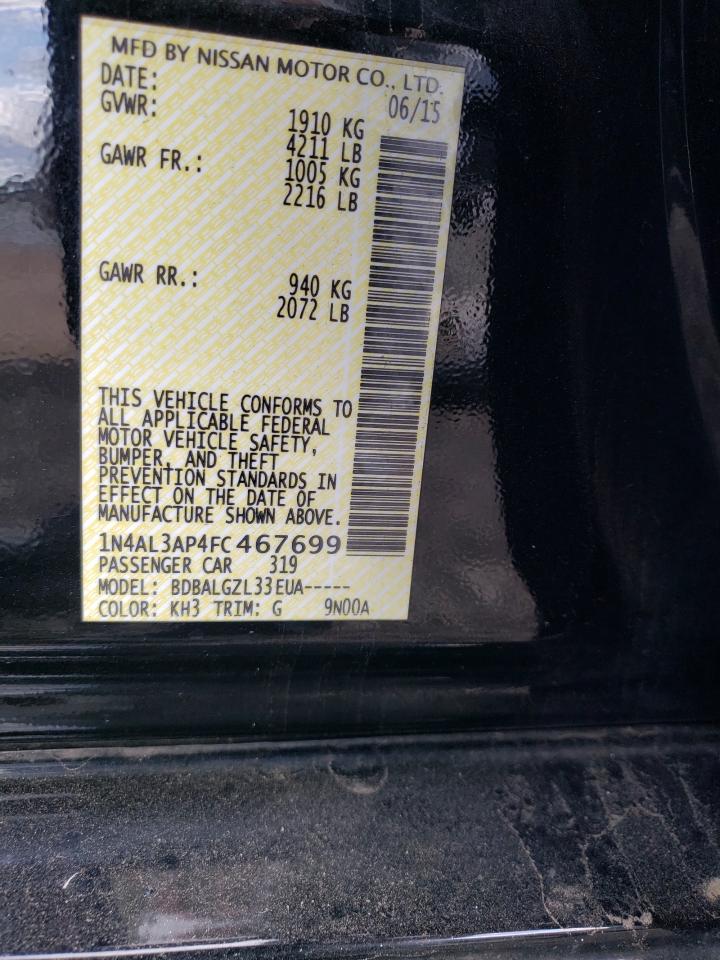 MFD BY NISSAN MOTOR CO., LTD.
DATE: 06/15
GVWR: 1910 KG
4211 LB
GAWR FR.: 1005 KG
2216 LB
GAWR RR.: 940 KG
2072 LB
THIS VEHICLE CONFORMS TO
ALL APPLICABLE FEDERAL
MOTOR VEHICLE SAFETY,
BUMPER, AND THEFT
PREVENTION STANDARDS IN
EFFECT ON THE DATE OF
MANUFACTURE SHOWN ABOVE.
1N4AL3AP4FC467699
PASSENGER CAR 319
MODEL: BDBALGZL33EUA-----
COLOR: KH3 TRIM: G 9N00A